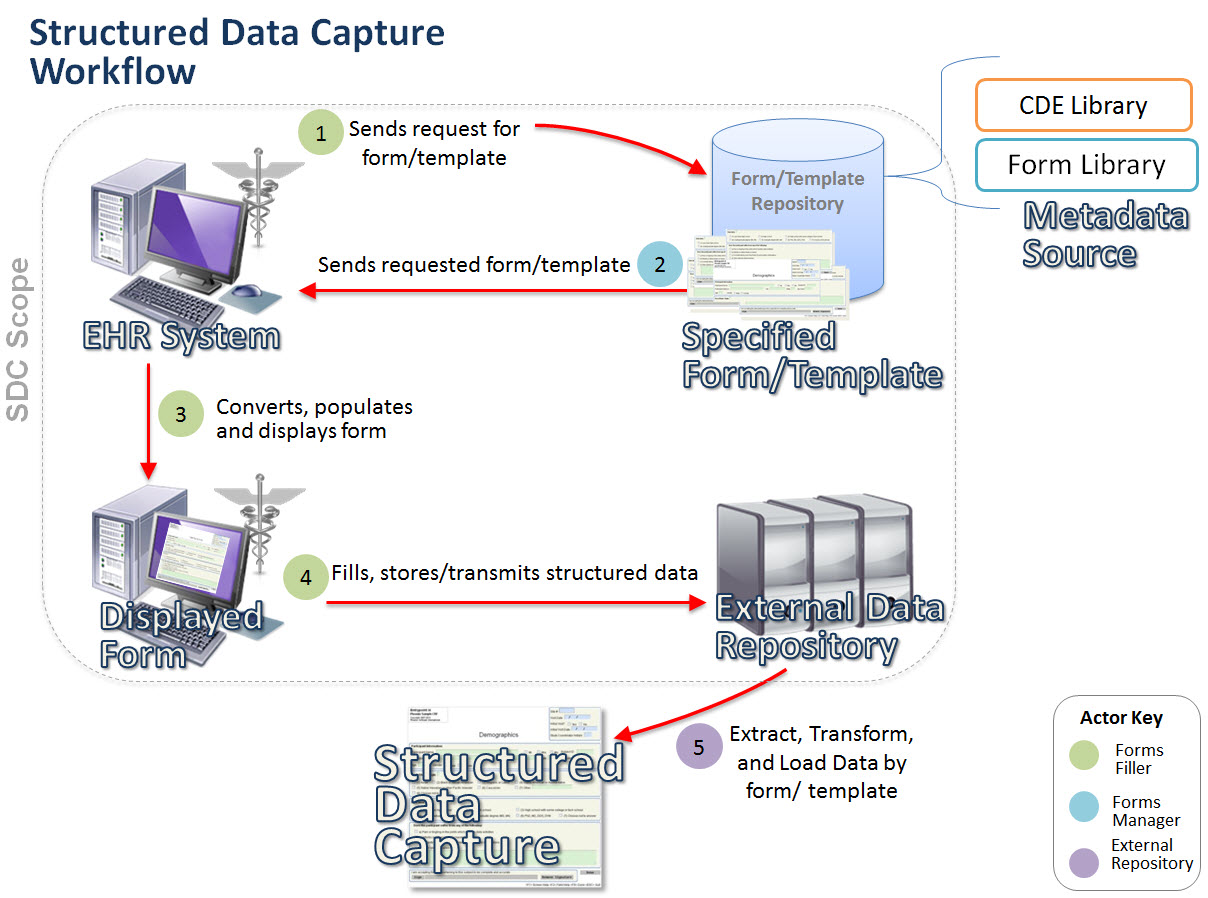 Structured Data Capture
Workflow
SDC Scope
1
Sends request for
form/template
Form/Template
Repository
CDE Library
Form Library
Metadata
Source
Sends requested form/template
2
Demographics
EHR System
Specified
Form/Template
3
Converts, populates
and displays form
Displayed
Form
4
Fills, stores/transmits structured data
External Data
Repository
5
Extract, Transform,
and Load Data by
form/ template
Demographics
Structured
Data
Capture
Actor Key
Forms
Filler
Forms
Manager
External
Repository